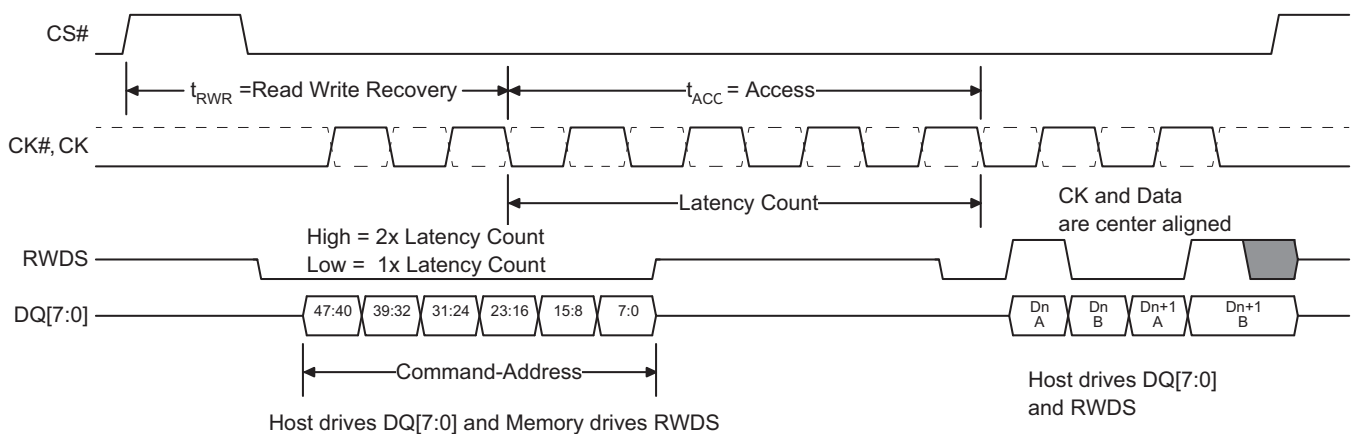 CS#
t_RWR =Read Write Recovery
t_ACC = Access
CK#, CK
Latency Count
CK and Data
are center aligned
High = 2x Latency Count
Low = 1x Latency Count
RWDS
DQ[7:0]
47:40 39:32 31:24 23:16 15:8 7:0
Dn A
Dn B
Dn+1 A
Dn+1 B
Command-Address
Host drives DQ[7:0]
and RWDS
Host drives DQ[7:0] and Memory drives RWDS